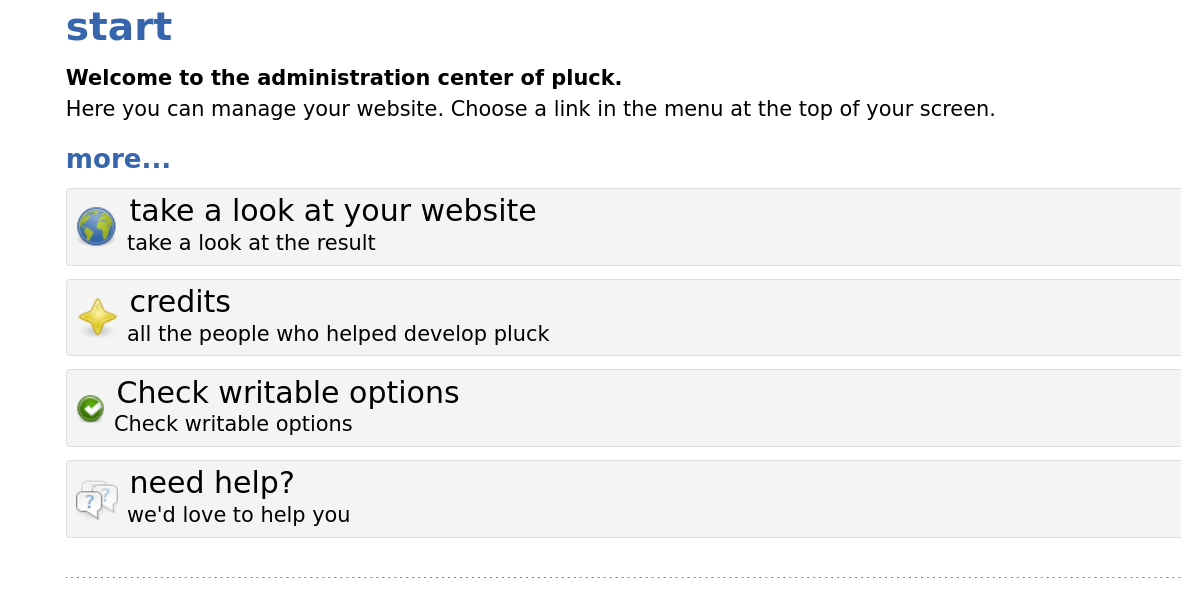 start
Welcome to the administration center of pluck.
Here you can manage your website. Choose a link in the menu at the top of your screen.
more...
take a look at your website
take a look at the result
credits
all the people who helped develop pluck
Check writable options
Check writable options
need help?
we'd love to help you